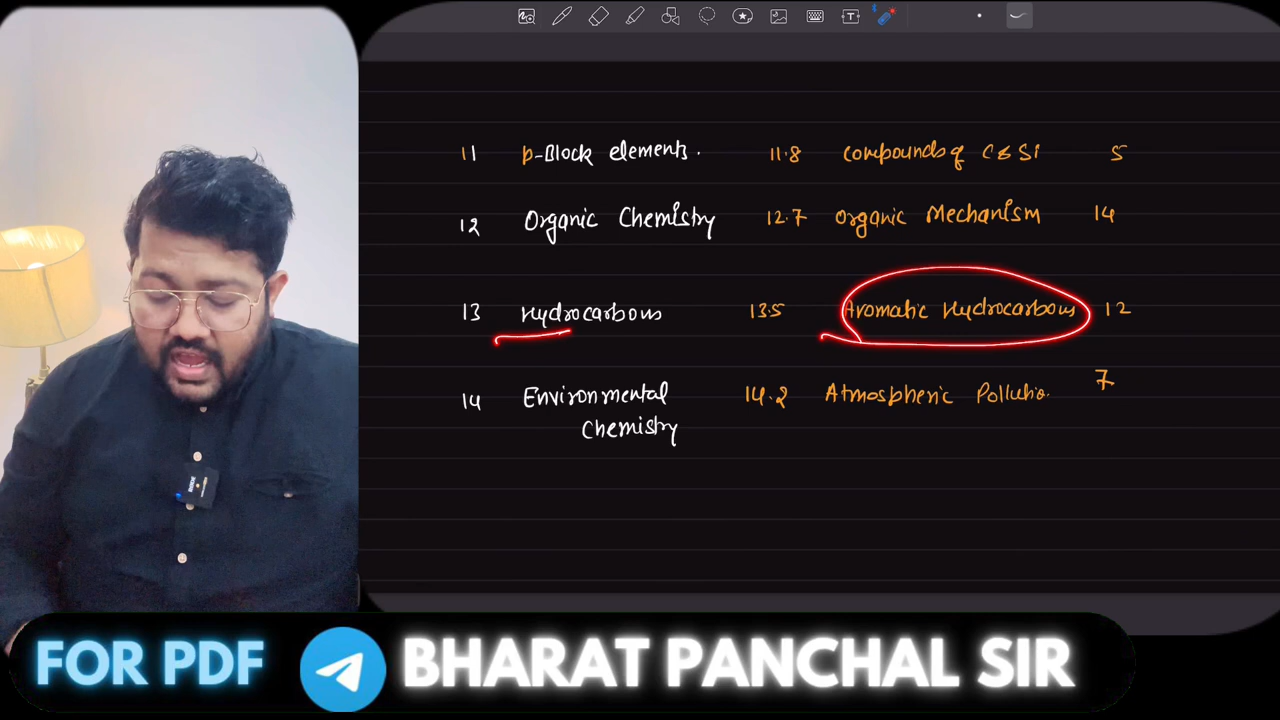 11 p-Block elements. 11.8 Compounds of C & Si 5
12 Organic Chemistry 12.7 Organic Mechanism 14
13 Hydrocarbons 13.5 Aromatic Hydrocarbons 12
14 Environmental 14.2 Atmospheric Pollutio. 7
Chemistry
FOR PDF BHARAT PANCHAL SIR